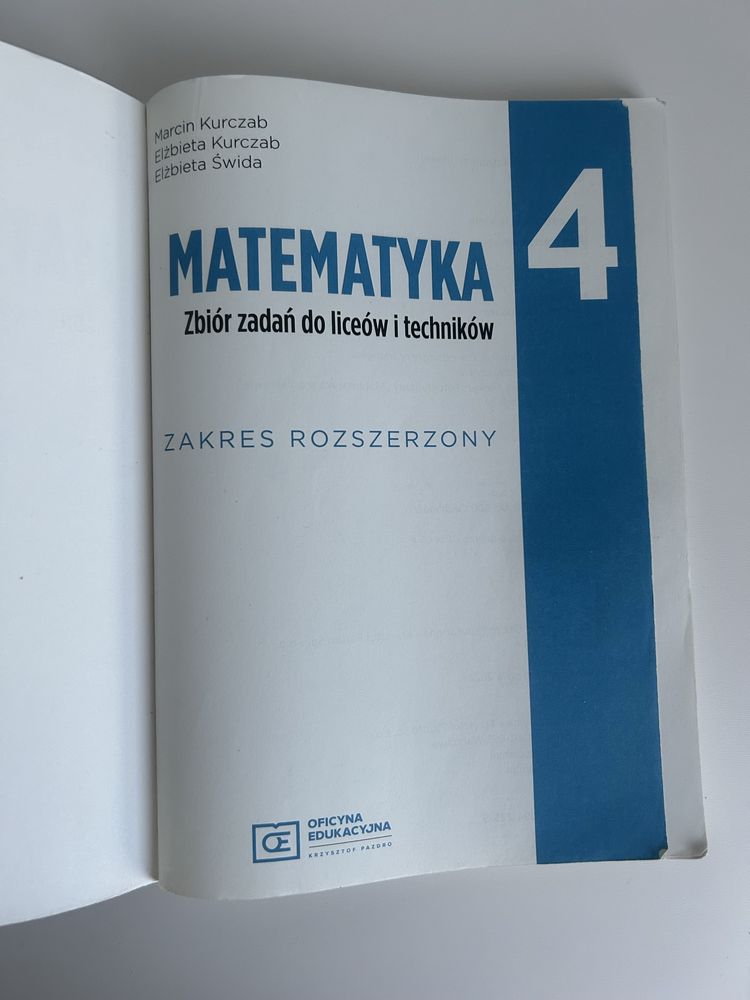 Marcin Kurczab
Elżbieta Kurczab
Elżbieta Świda
4
MATEMATYKA
Zbiór zadań do liceów i techników
ZAKRES ROZSZERZONY
OFICYNA
EDUKACYJNA
KRZYSZTOF PAZDRO